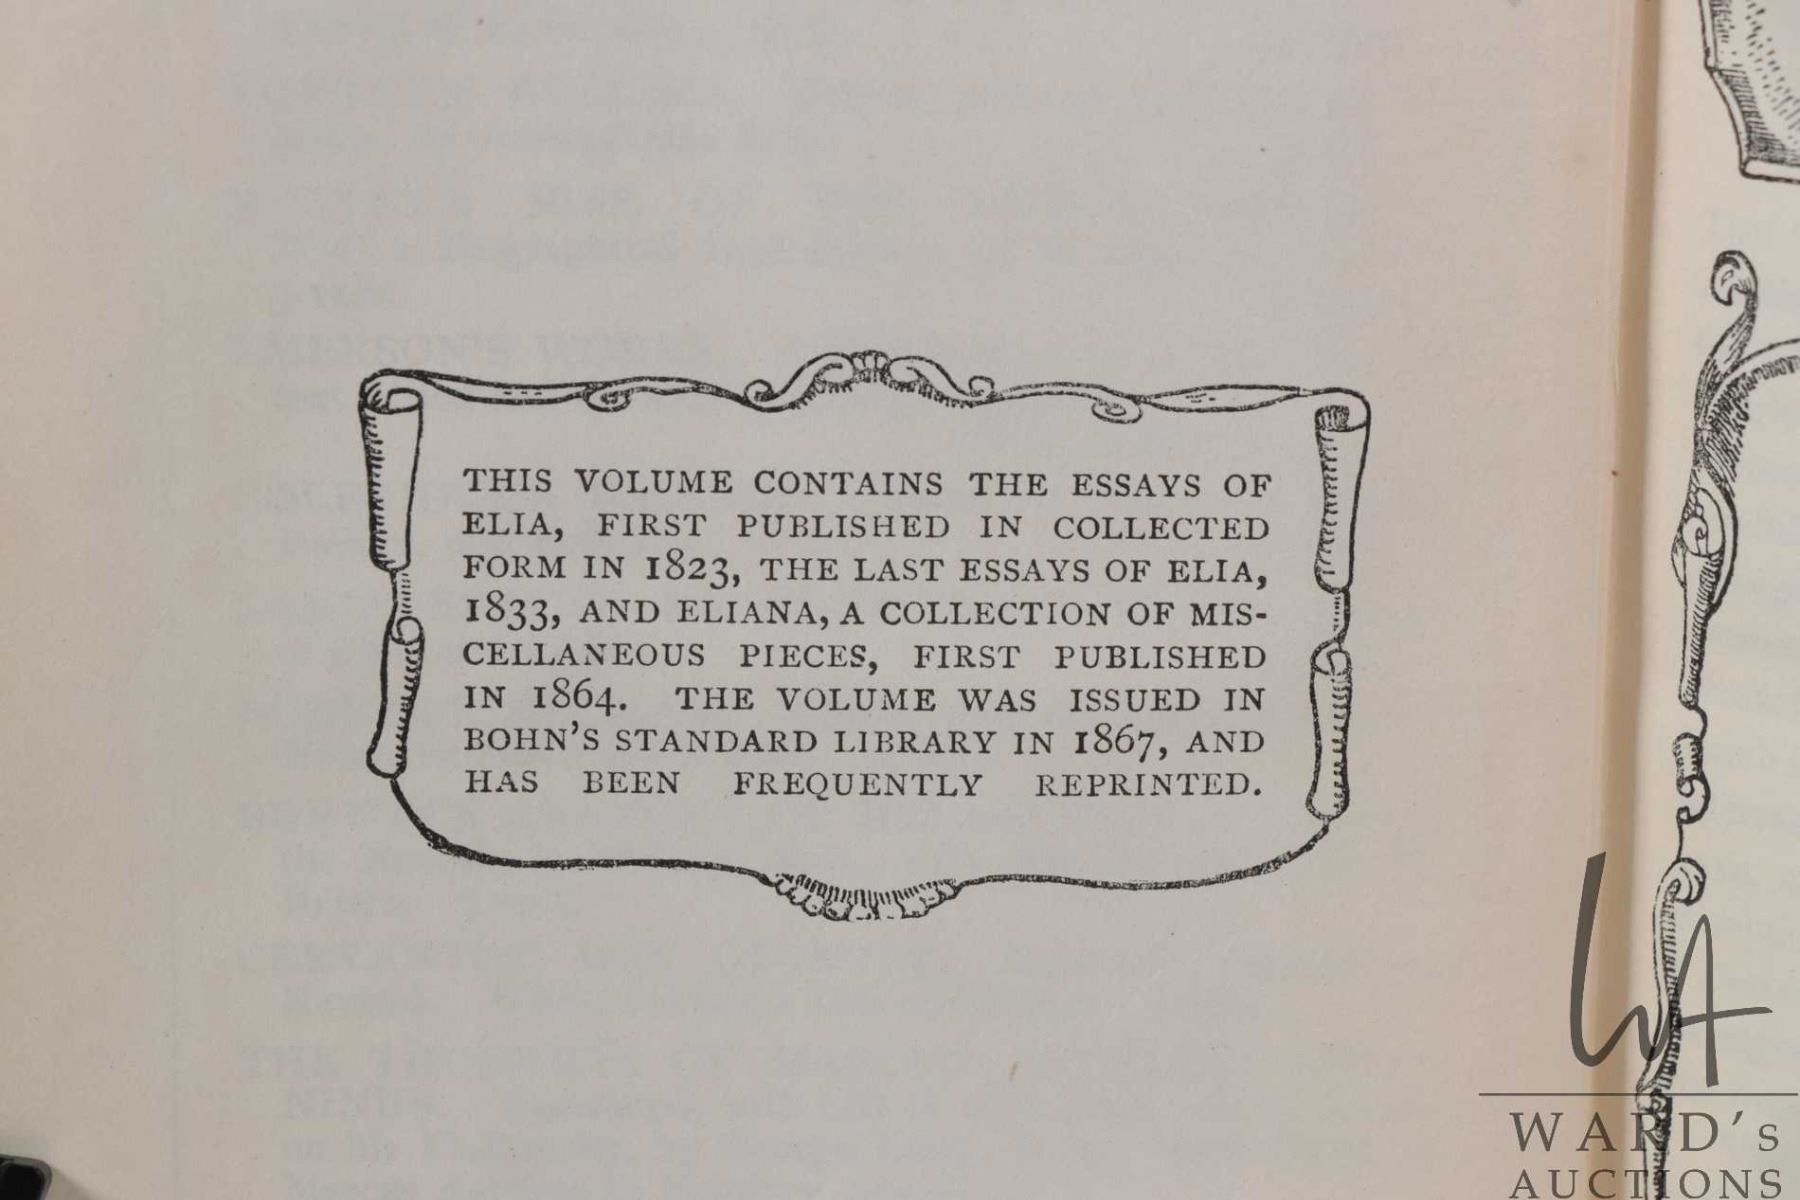 THIS VOLUME CONTAINS THE ESSAYS OF
ELIA, FIRST PUBLISHED IN COLLECTED
FORM IN 1823, THE LAST ESSAYS OF ELIA,
1833, AND ELIANA, A COLLECTION OF MIS-
CELLANEOUS PIECES, FIRST PUBLISHED
IN 1864. THE VOLUME WAS ISSUED IN
BOHN'S STANDARD LIBRARY IN 1867, AND
HAS BEEN FREQUENTLY REPRINTED.
WA
WARD's
AUCTIONS